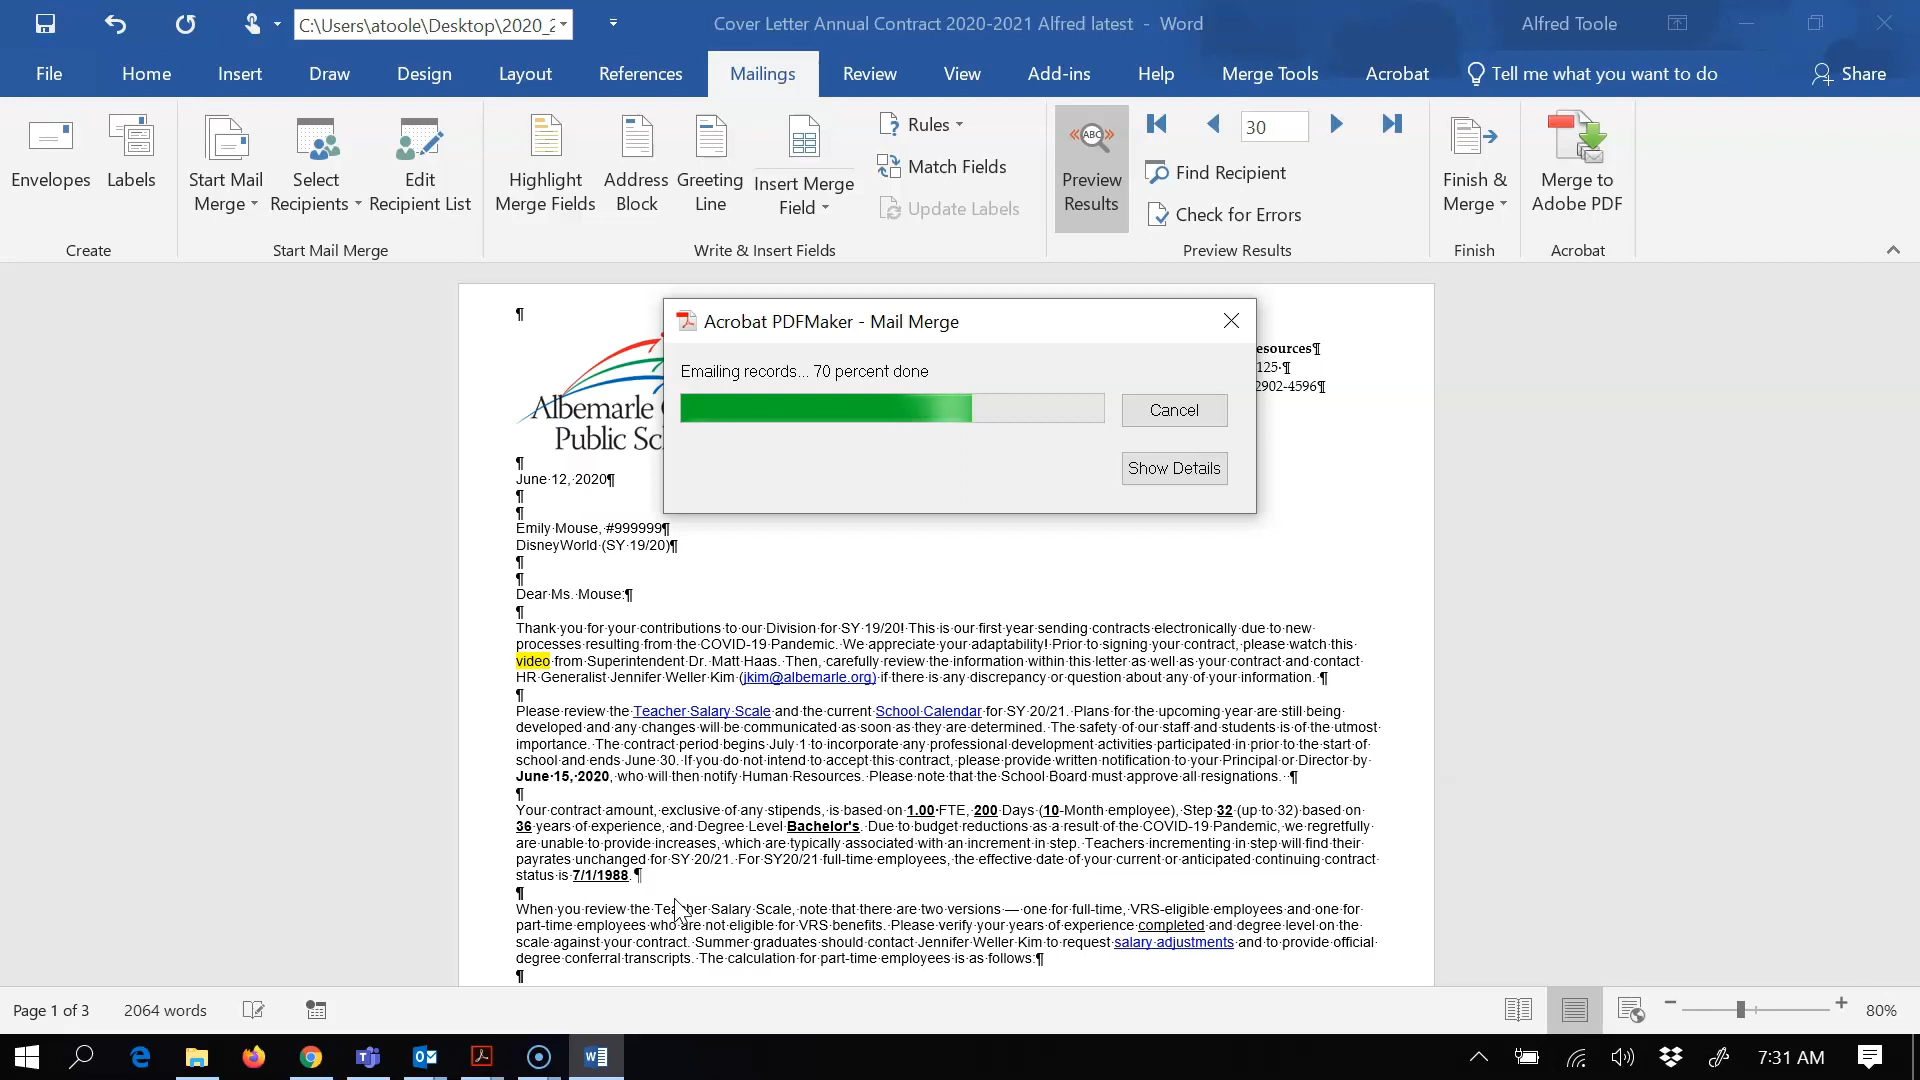 C:\Users\atoole\Desktop\2020_2
Cover Letter Annual Contract 2020-2021 Alfred latest - Word
Alfred Toole
File Home Insert Draw Design Layout References Mailings Review View Add-ins Help Merge Tools Acrobat Tell me what you want to do Share
Envelopes
Labels
Start Mail Merge
Select Recipients
Edit Recipient List
Highlight Merge Fields
Address Block
Greeting Line
Insert Merge Field
Rules
Match Fields
Update Labels
ABC
Preview Results
30
Find Recipient
Check for Errors
Finish & Merge
Merge to Adobe PDF
Create
Start Mail Merge
Write & Insert Fields
Preview Results
Finish
Acrobat
Acrobat PDFMaker - Mail Merge
Emailing records... 70 percent done
Cancel
Show Details
¶
esources¶
125·¶
2902-4596¶
Albemarle
Public Sc
¶
June·12,·2020¶
¶
¶
Emily·Mouse,·#999999¶
DisneyWorld·(SY·19/20)¶
¶
¶
Dear·Ms.·Mouse:¶
¶
Thank·you·for·your·contributions·to·our·Division·for·SY·19/20!·This·is·our·first·year·sending·contracts·electronically·due·to·new·
processes·resulting·from·the·COVID-19·Pandemic.·We·appreciate·your·adaptability!·Prior·to·signing·your·contract,·please·watch·this·
video·from·Superintendent·Dr.·Matt·Haas.·Then,·carefully·review·the·information·within·this·letter·as·well·as·your·contract·and·contact·
HR·Generalist·Jennifer·Weller·Kim·(jkim@albemarle.org)·if·there·is·any·discrepancy·or·question·about·any·of·your·information.·¶
¶
Please·review·the·Teacher·Salary·Scale·and·the·current·School·Calendar·for·SY·20/21.·Plans·for·the·upcoming·year·are·still·being·
developed·and·any·changes·will·be·communicated·as·soon·as·they·are·determined.·The·safety·of·our·staff·and·students·is·of·the·utmost·
importance.·The·contract·period·begins·July·1·to·incorporate·any·professional·development·activities·participated·in·prior·to·the·start·of·
school·and·ends·June·30.·If·you·do·not·intend·to·accept·this·contract,·please·provide·written·notification·to·your·Principal·or·Director·by·
June·15,·2020,·who·will·then·notify·Human·Resources.·Please·note·that·the·School·Board·must·approve·all·resignations.··¶
¶
Your·contract·amount,·exclusive·of·any·stipends,·is·based·on·1.00·FTE,·200·Days·(10-Month·employee),·Step·32·(up·to·32)·based·on·
36·years·of·experience,·and·Degree·Level·Bachelor's.·Due·to·budget·reductions·as·a·result·of·the·COVID-19·Pandemic,·we·regretfully·
are·unable·to·provide·increases,·which·are·typically·associated·with·an·increment·in·step.·Teachers·incrementing·in·step·will·find·their·
payrates·unchanged·for·SY·20/21.·For·SY20/21·full-time·employees,·the·effective·date·of·your·current·or·anticipated·continuing·contract·
status·is·7/1/1988.¶
¶
When·you·review·the·Teacher·Salary·Scale,·note·that·there·are·two·versions·—·one·for·full-time,·VRS-eligible·employees·and·one·for·
part-time·employees·who·are·not·eligible·for·VRS·benefits.·Please·verify·your·years·of·experience·completed·and·degree·level·on·the·
scale·against·your·contract.·Summer·graduates·should·contact·Jennifer·Weller·Kim·to·request·salary·adjustments·and·to·provide·official·
degree·conferral·transcripts.·The·calculation·for·part-time·employees·is·as·follows:¶
¶
Page 1 of 3
2064 words
80%
7:31 AM